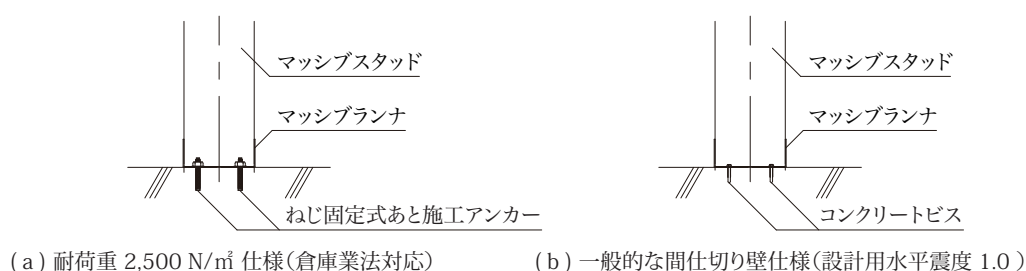 マッシブスタッド
マッシブランナ
ねじ固定式あと施工アンカー
(a) 耐荷重 2,500 N/㎡ 仕様(倉庫業法対応)
マッシブスタッド
マッシブランナ
コンクリートビス
(b) 一般的な間仕切り壁仕様(設計用水平震度 1.0)